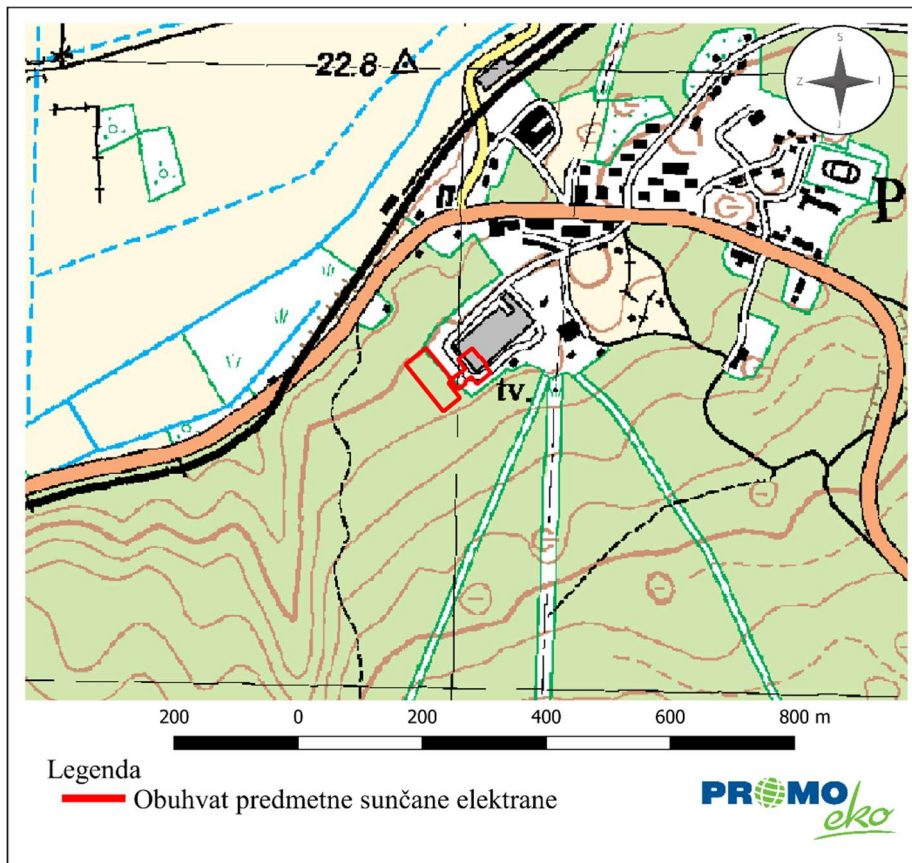 22.8
S
Z I
J
P
tv.
200 0 200 400 600 800 m
Legenda
Obuhvat predmetne sunčane elektrane
PROMO
eko